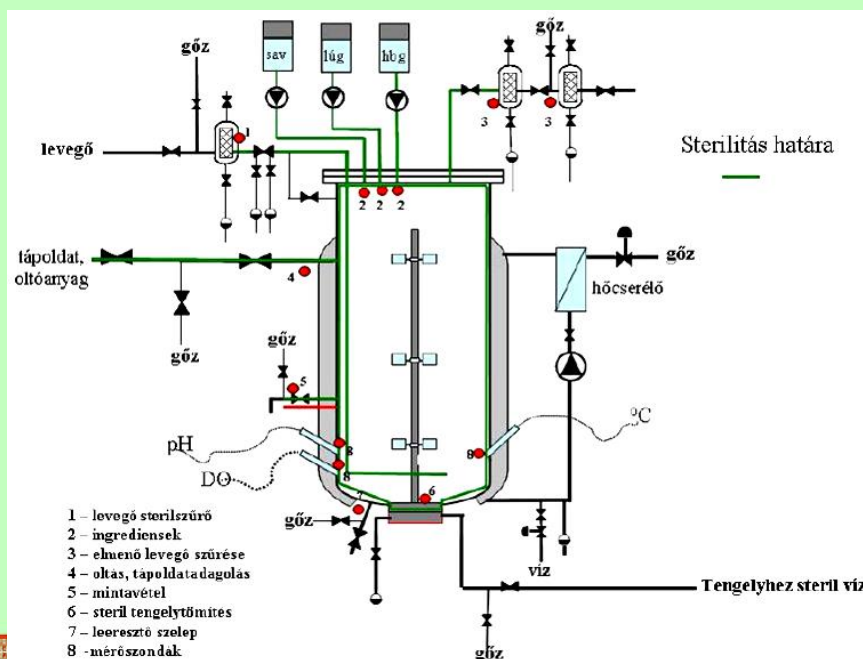 gőz
sav
lúg
hbg
gőz
1
3
3
levegő
Sterilitás határa
2
2
2
tápoldat,
oltóanyag
4
gőz
hőcserélő
gőz
gőz
5
pH
DO
8
8
8
°C
6
7
gőz
víz
1 – levegő sterilszűrő
2 – ingrediensek
3 – elmenő levegő szűrése
4 – oltás, tápoldatadagolás
5 – mintavétel
6 – steril tengelytömítés
7 – leeresztő szelep
8 -mérőszondák
Tengelyhez steril víz
gőz